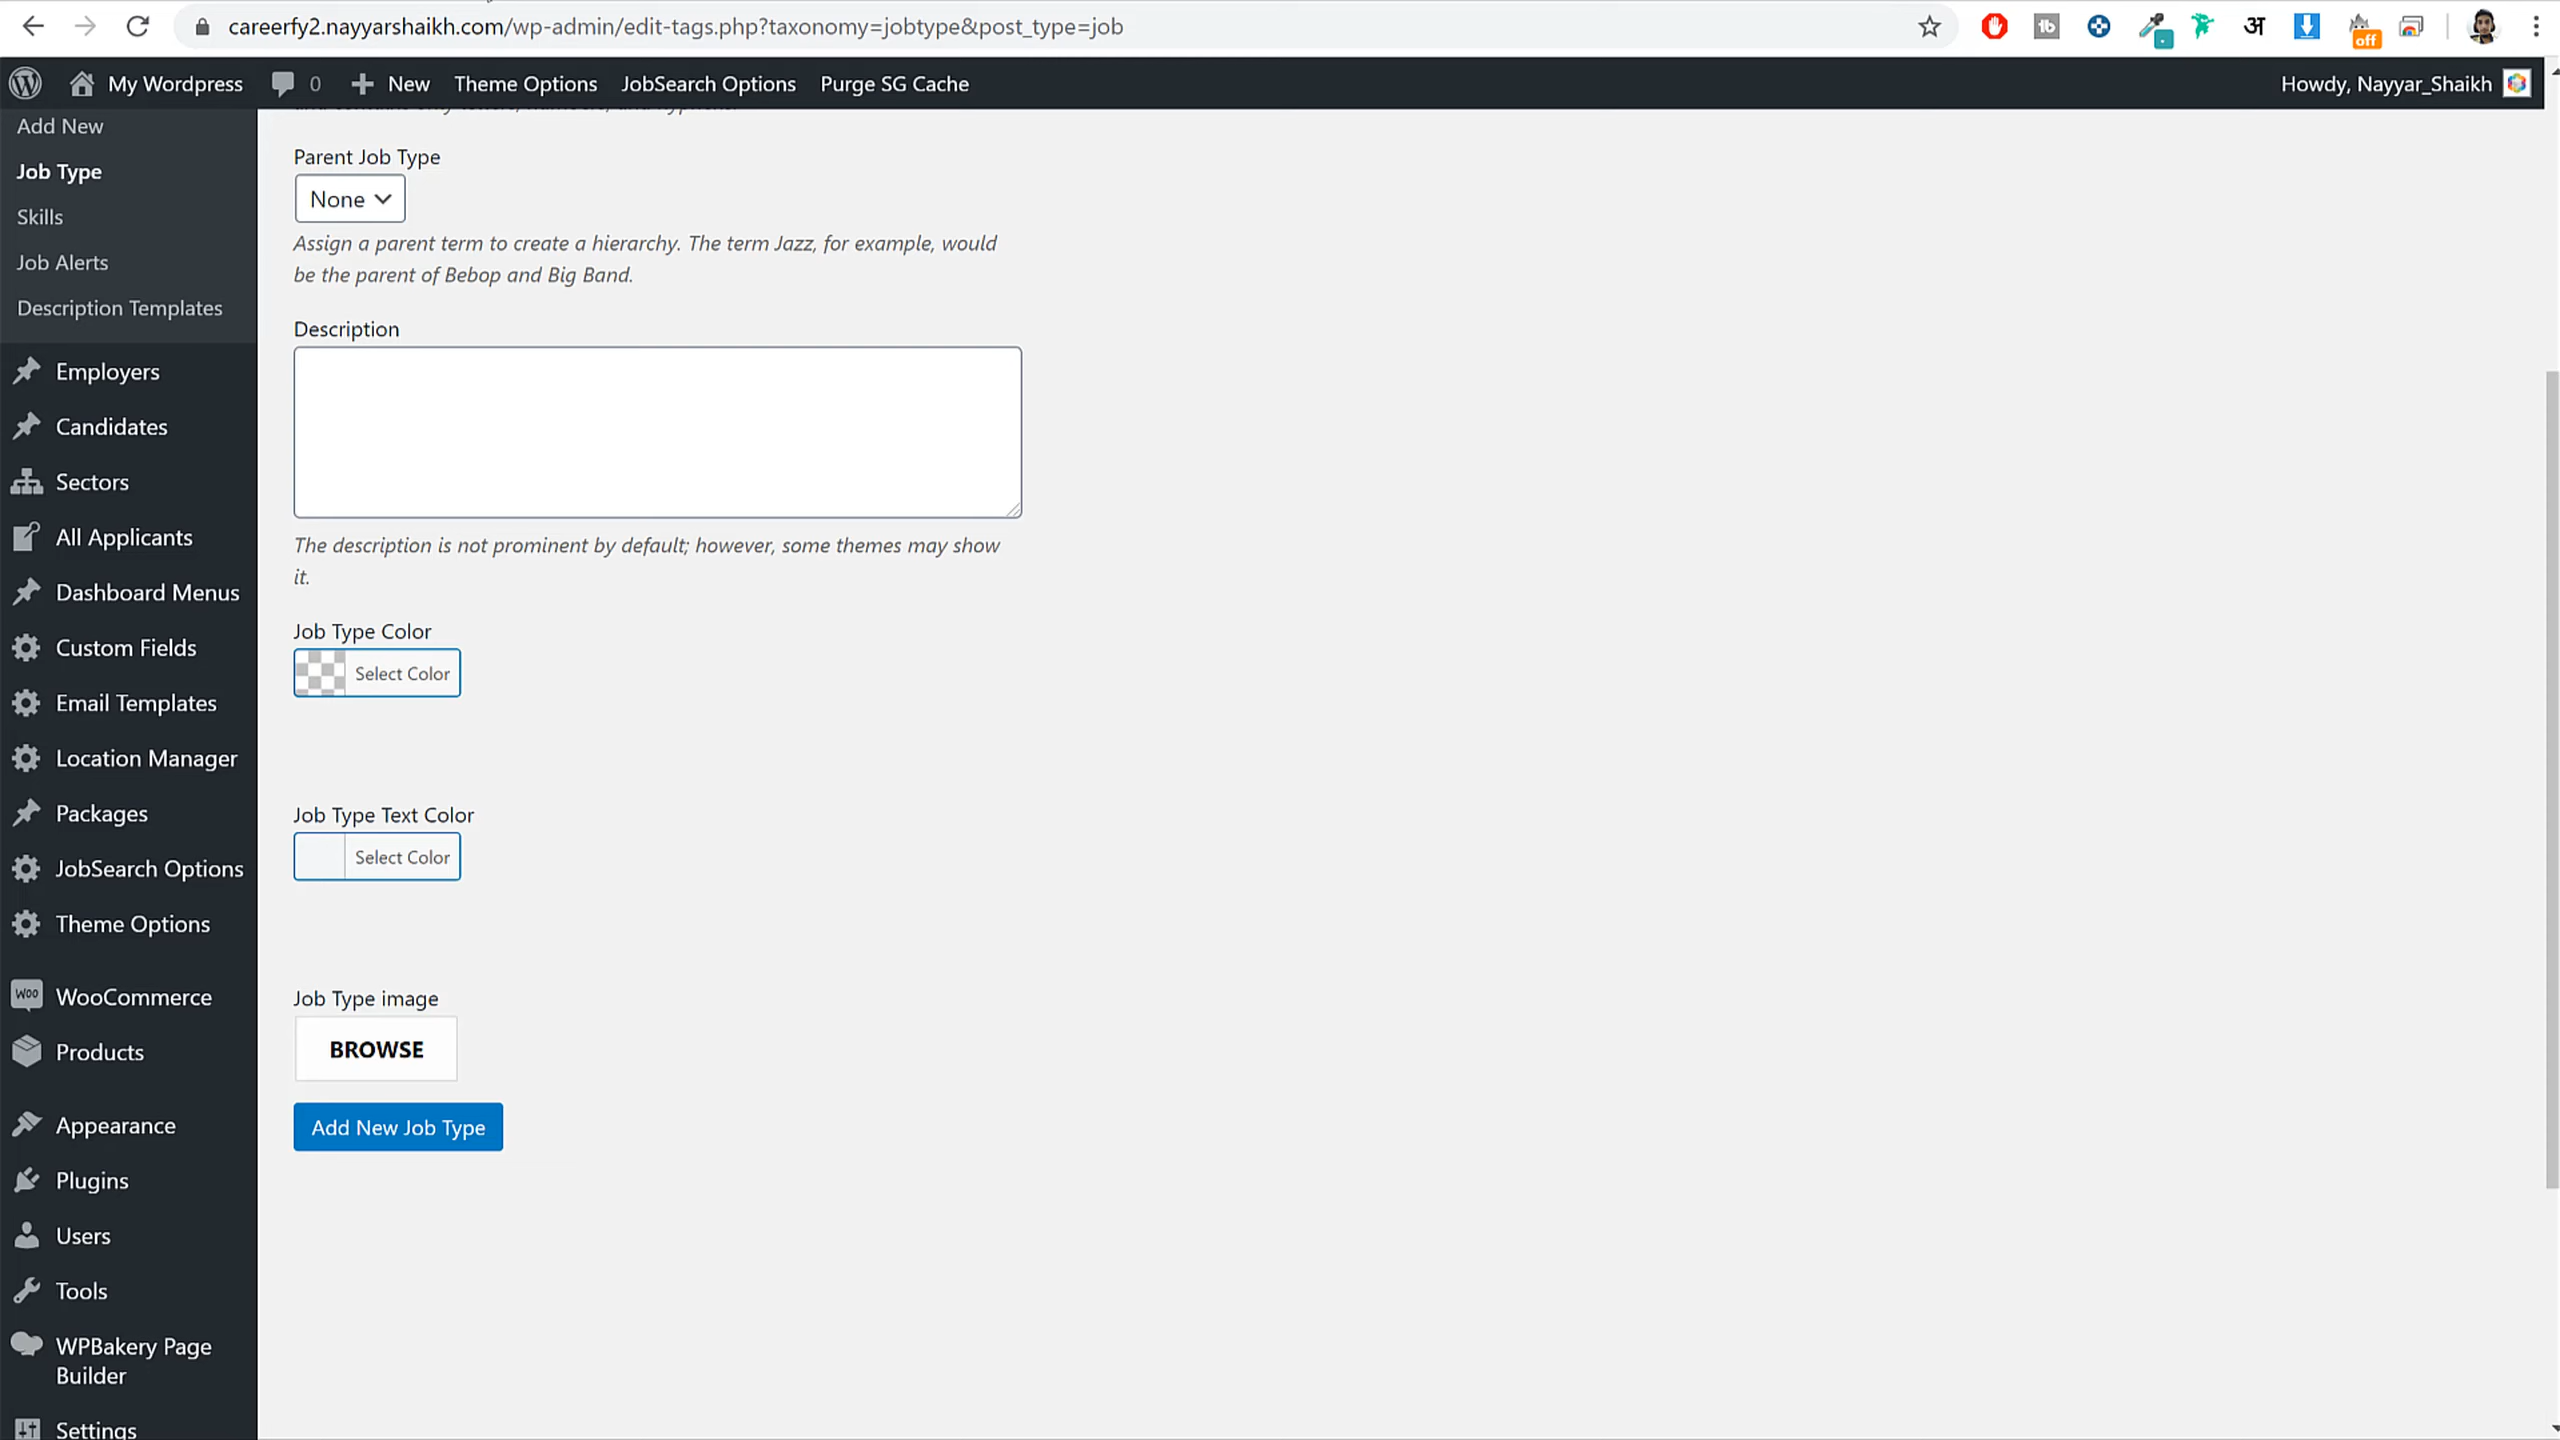 careerfy2.nayyarshaikh.com/wp-admin/edit-tags.php?taxonomy=jobtype&post_type=job
अ
off
My Wordpress
0
New
Theme Options
JobSearch Options
Purge SG Cache
Howdy, Nayyar_Shaikh
Add New
Job Type
Skills
Job Alerts
Description Templates
Employers
Candidates
Sectors
All Applicants
Dashboard Menus
Custom Fields
Email Templates
Location Manager
Packages
JobSearch Options
Theme Options
Woo
WooCommerce
Products
Appearance
Plugins
Users
Tools
WPBakery Page
Builder
Settings
Parent Job Type
None
Assign a parent term to create a hierarchy. The term Jazz, for example, would
be the parent of Bebop and Big Band.
Description
The description is not prominent by default; however, some themes may show
it.
Job Type Color
Select Color
Job Type Text Color
Select Color
Job Type image
BROWSE
Add New Job Type